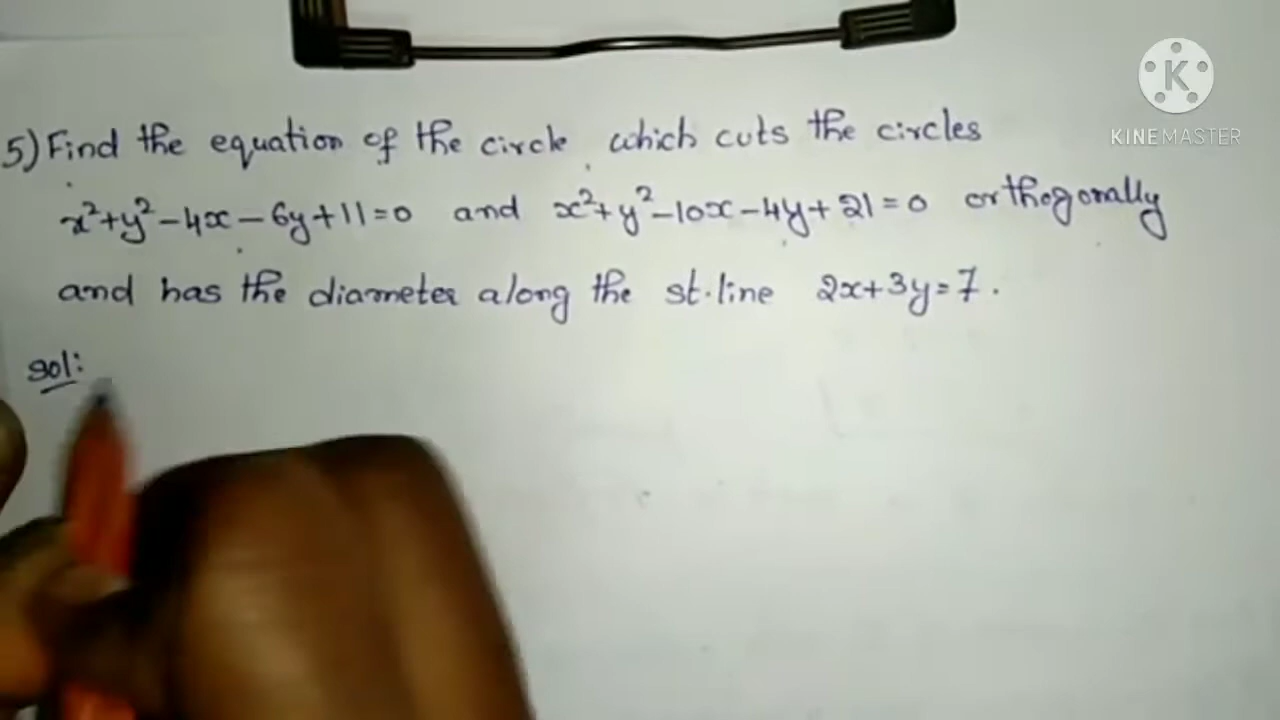 K
KINEMASTER
5) Find the equation of the circle which cuts the circles
x²+y²-4x-6y+11=0 and x²+y²-10x-4y+21=0 orthogonally
and has the diameter along the st.line 2x+3y=7.
sol: